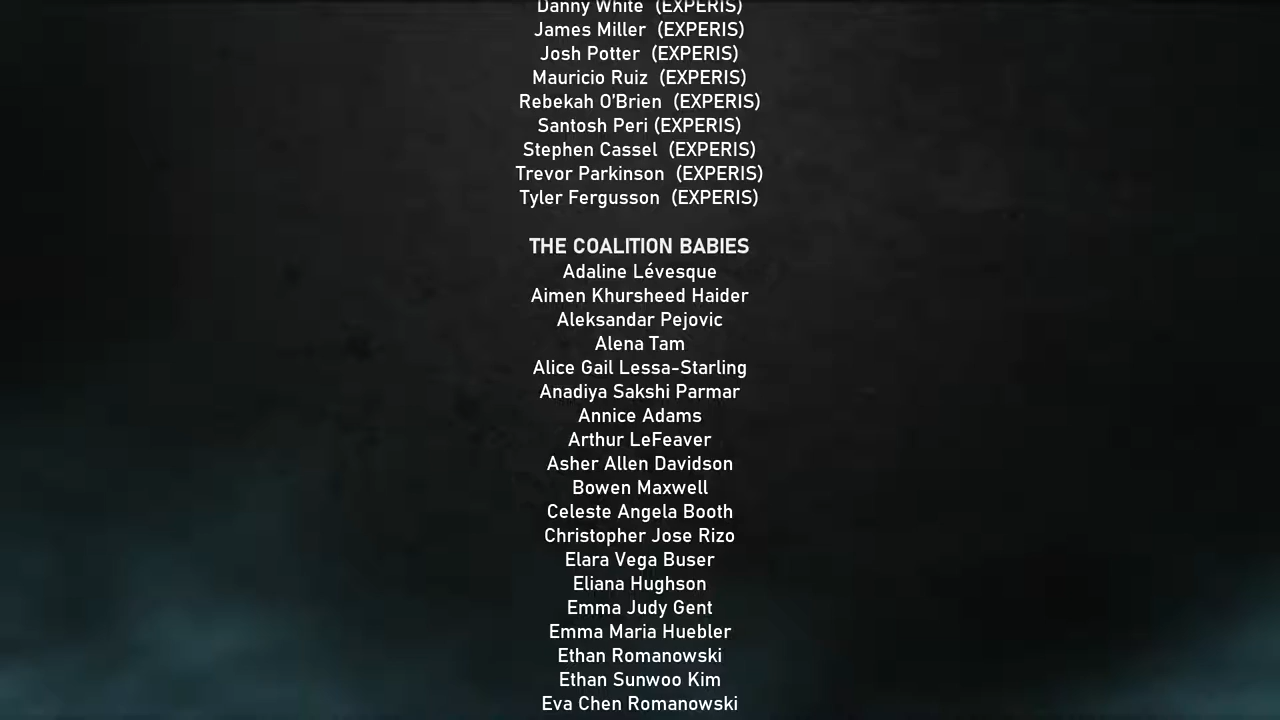 Danny White (EXPERIS)
James Miller (EXPERIS)
Josh Potter (EXPERIS)
Mauricio Ruiz (EXPERIS)
Rebekah O’Brien (EXPERIS)
Santosh Peri (EXPERIS)
Stephen Cassel (EXPERIS)
Trevor Parkinson (EXPERIS)
Tyler Fergusson (EXPERIS)
THE COALITION BABIES
Adaline Lévesque
Aimen Khursheed Haider
Aleksandar Pejovic
Alena Tam
Alice Gail Lessa-Starling
Anadiya Sakshi Parmar
Annice Adams
Arthur LeFeaver
Asher Allen Davidson
Bowen Maxwell
Celeste Angela Booth
Christopher Jose Rizo
Elara Vega Buser
Eliana Hughson
Emma Judy Gent
Emma Maria Huebler
Ethan Romanowski
Ethan Sunwoo Kim
Eva Chen Romanowski